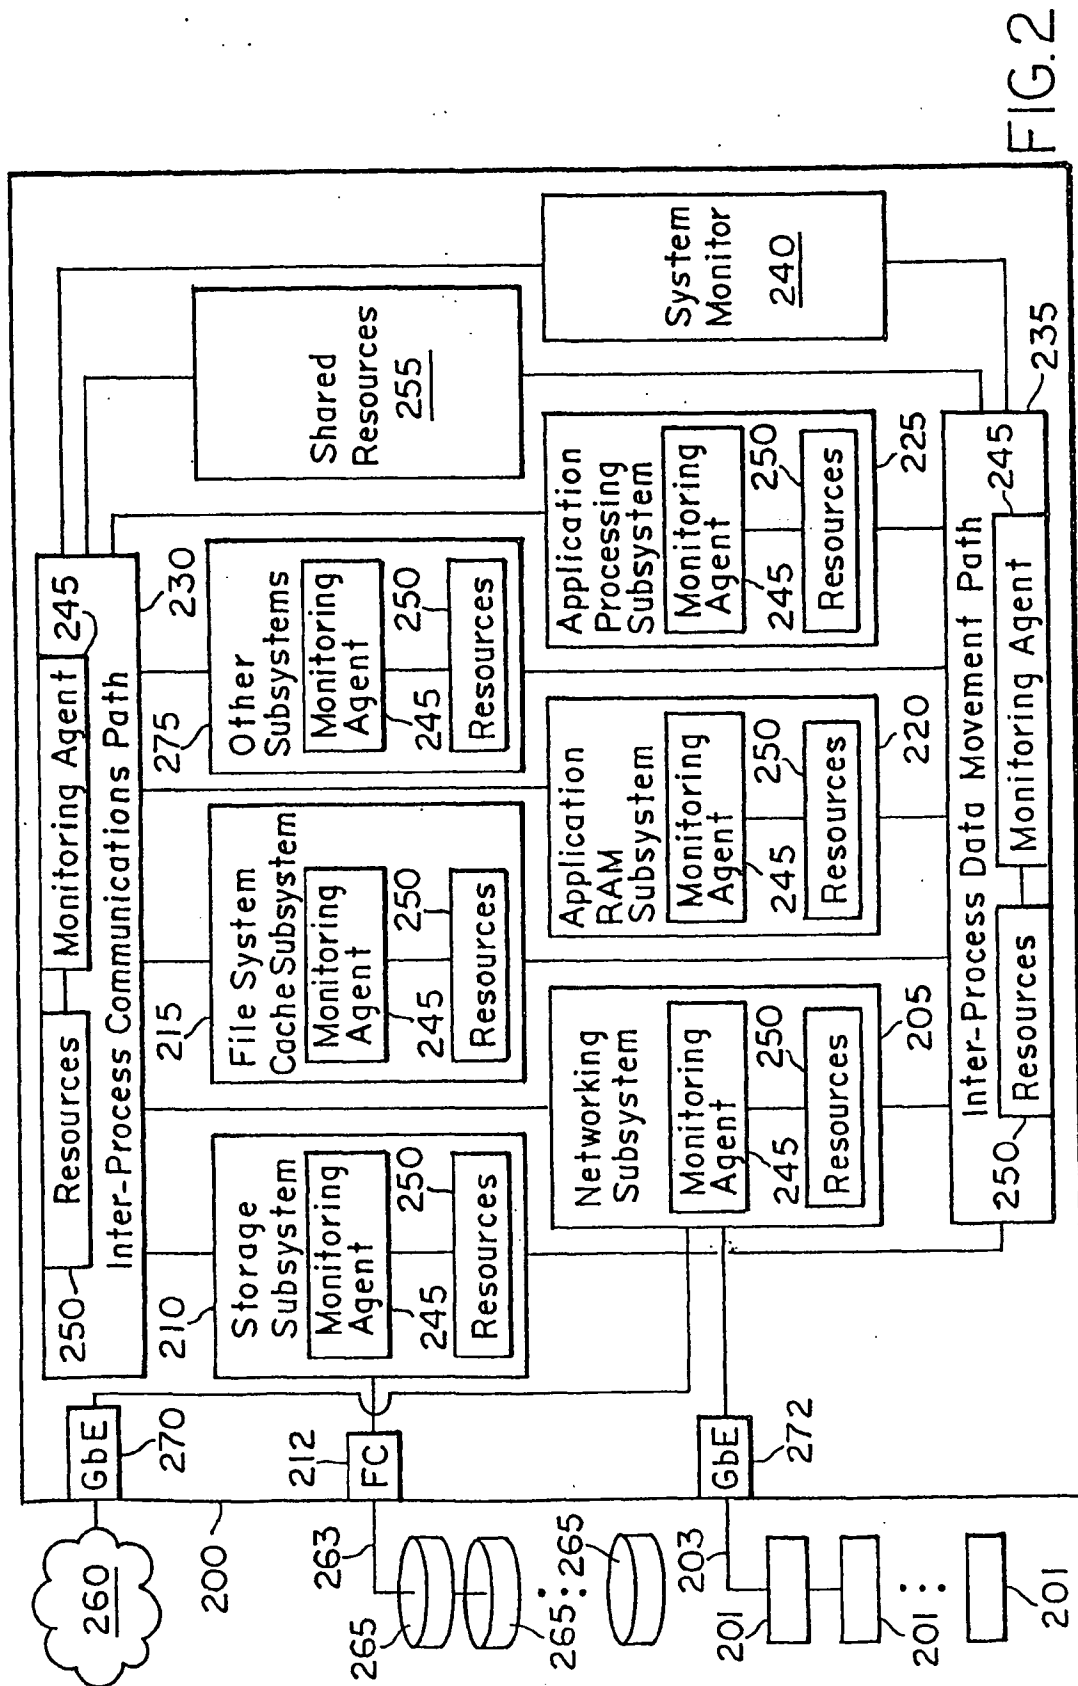 FIG.2
250
Resources
Monitoring Agent
245
Inter-Process Communications Path
230
210
Storage
Subsystem
Monitoring
Agent
245
250
Resources
215
File System
Cache Subsystem
Monitoring
Agent
245
250
Resources
275
Other
Subsystems
Monitoring
Agent
245
250
Resources
Shared
Resources
255
System
Monitor
240
Networking
Subsystem
Monitoring
Agent
245
250
Resources
205
Application
RAM
Subsystem
Monitoring
Agent
245
250
Resources
220
Application
Processing
Subsystem
Monitoring
Agent
245
250
Resources
225
Inter-Process Data Movement Path
235
250
Resources
Monitoring Agent
245
260
GbE
270
200
FC
212
263
265
265
265
265
GbE
272
203
201
201
201